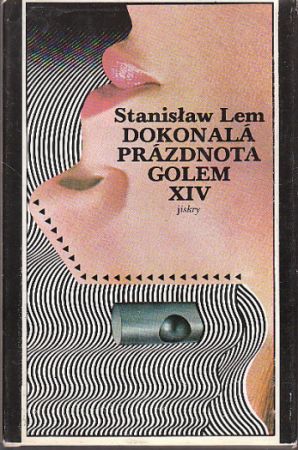 Stanisław Lem
DOKONALÁ
PRÁZDNOTA
GOLEM
XIV
jiskry